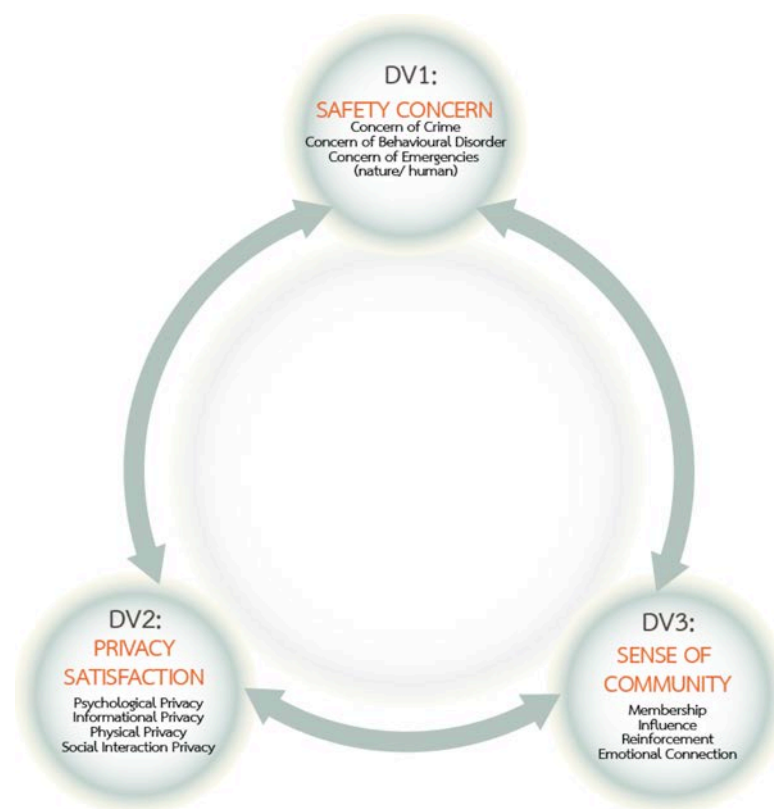 DV1:
SAFETY CONCERN
Concern of Crime
Concern of Behavioural Disorder
Concern of Emergencies
(nature/ human)
DV2:
PRIVACY
SATISFACTION
Psychological Privacy
Informational Privacy
Physical Privacy
Social Interaction Privacy
DV3:
SENSE OF
COMMUNITY
Membership
Influence
Reinforcement
Emotional Connection